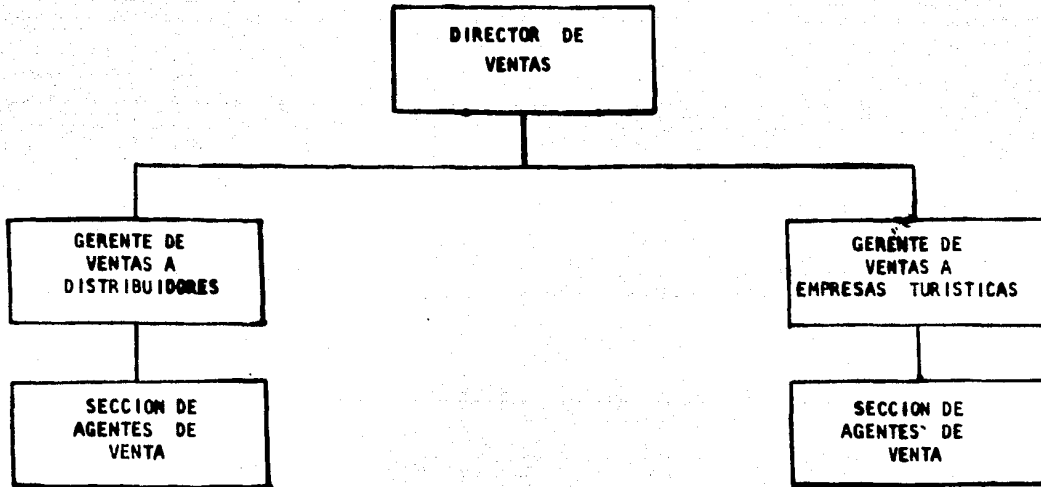 DIRECTOR DE
VENTAS
GERENTE DE
VENTAS A
DISTRIBUIDORES
GERENTE DE
VENTAS A
EMPRESAS TURISTICAS
SECCION DE
AGENTES DE
VENTA
SECCION DE
AGENTES DE
VENTA